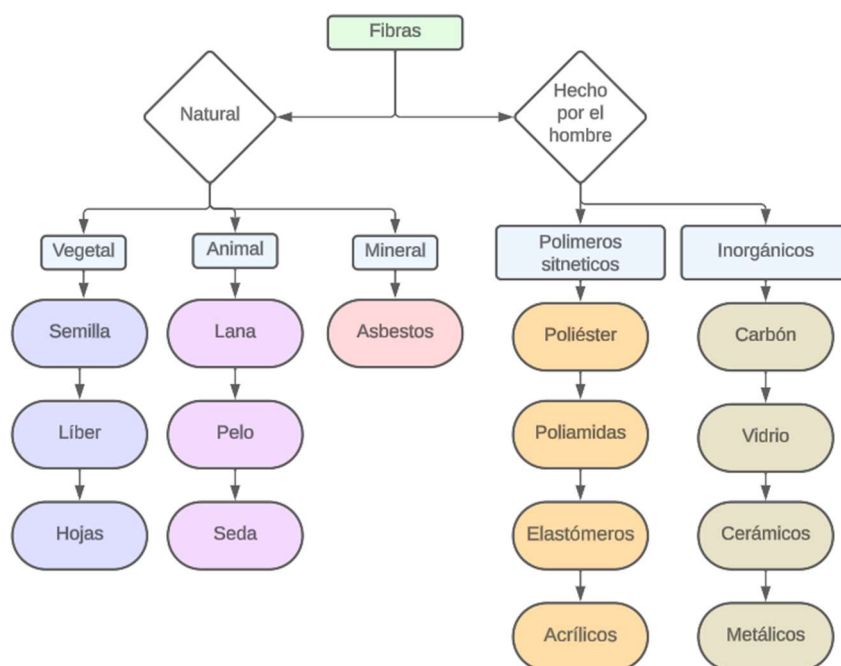 Fibras
Natural
Hecho
por el
hombre
Vegetal
Animal
Mineral
Polimeros
sitneticos
Inorgánicos
Semilla
Lana
Asbestos
Poliéster
Carbón
Líber
Pelo
Poliamidas
Vidrio
Hojas
Seda
Elastómeros
Cerámicos
Acrílicos
Metálicos